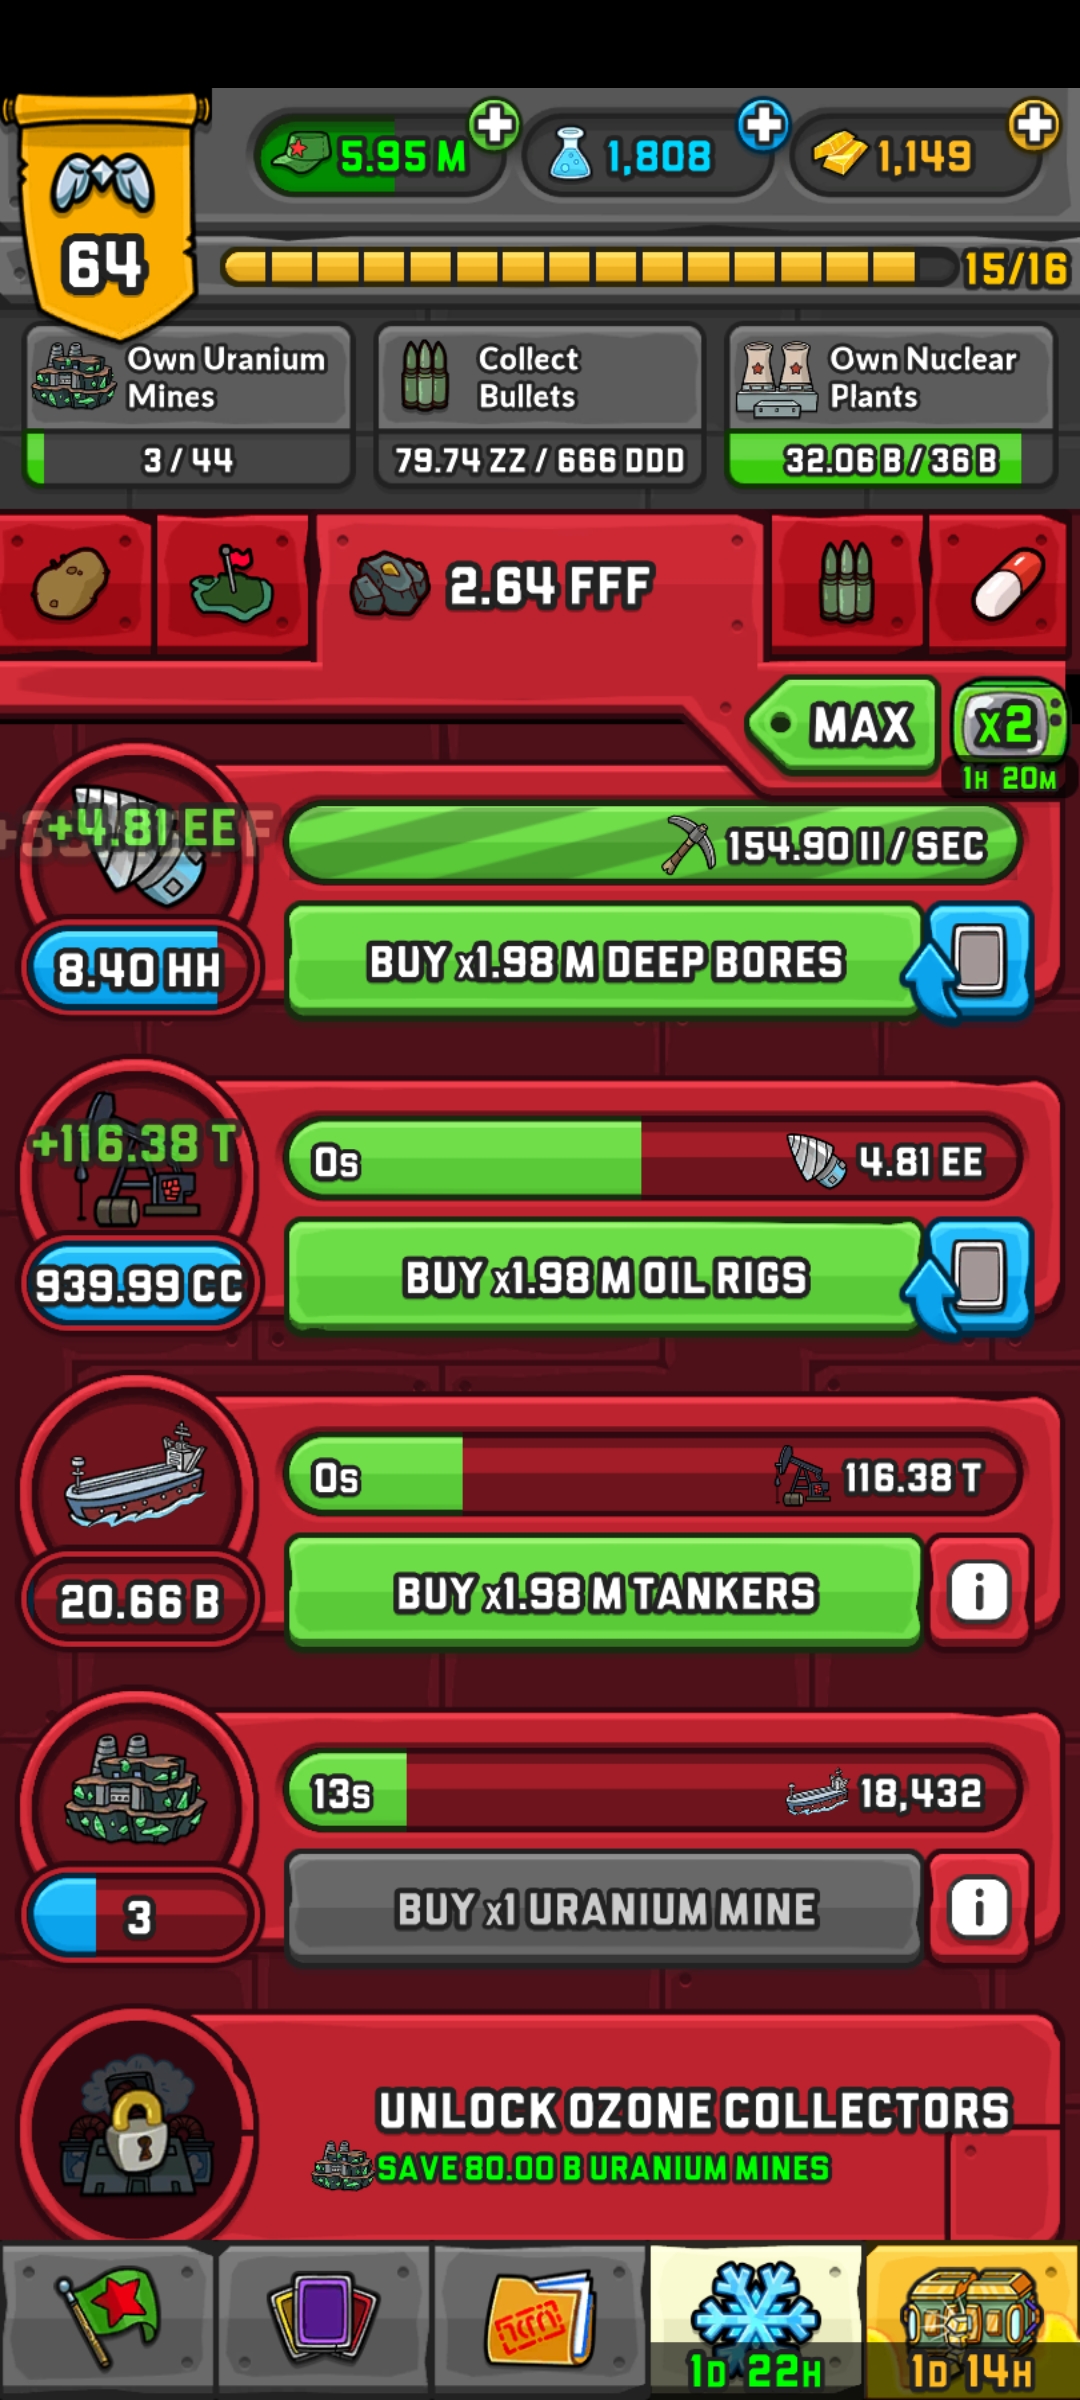 64
5.95 M
1,808
1,149
15/16
Own Uranium
Mines
3 / 44
Collect
Bullets
79.74 ZZ / 666 DDD
Own Nuclear
Plants
32.06 B / 36 B
2.64 FFF
MAX
x2
1H 20M
+4.81 EE
154.90 II / SEC
8.40 HH
BUY x1.98 M DEEP BORES
+116.38 T
0s
4.81 EE
939.99 CC
BUY x1.98 M OIL RIGS
0s
116.38 T
20.66 B
BUY x1.98 M TANKERS
i
13s
18,432
3
BUY x1 URANIUM MINE
i
UNLOCK OZONE COLLECTORS
SAVE 80.00 B URANIUM MINES
1D 22H
1D 14H